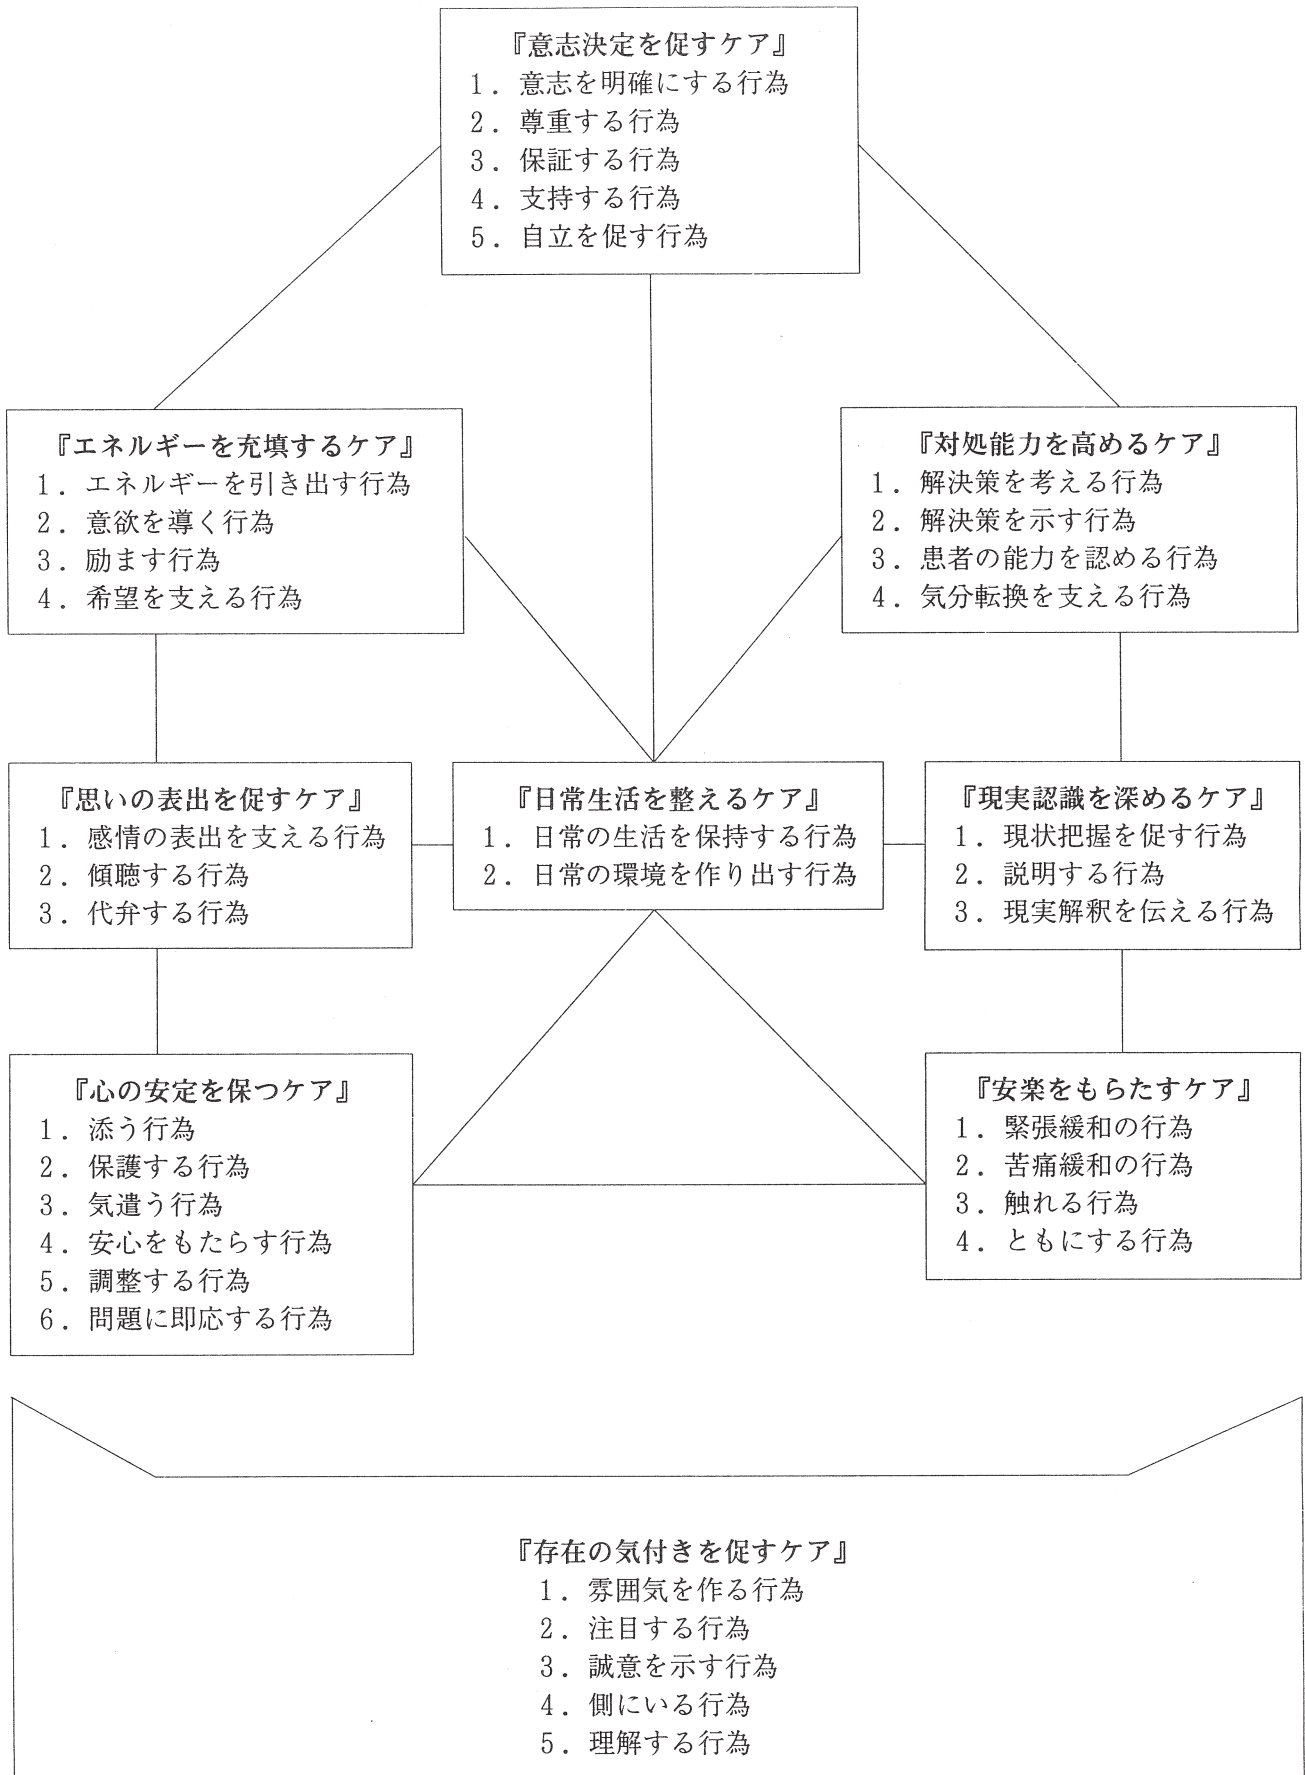 『意志決定を促すケア』
1．意志を明確にする行為
2．尊重する行為
3．保証する行為
4．支持する行為
5．自立を促す行為
『エネルギーを充填するケア』
1．エネルギーを引き出す行為
2．意欲を導く行為
3．励ます行為
4．希望を支える行為
『対処能力を高めるケア』
1．解決策を考える行為
2．解決策を示す行為
3．患者の能力を認める行為
4．気分転換を支える行為
『思いの表出を促すケア』
1．感情の表出を支える行為
2．傾聴する行為
3．代弁する行為
『日常生活を整えるケア』
1．日常の生活を保持する行為
2．日常の環境を作り出す行為
『現実認識を深めるケア』
1．現状把握を促す行為
2．説明する行為
3．現実解釈を伝える行為
『心の安定を保つケア』
1．添う行為
2．保護する行為
3．気遣う行為
4．安心をもたらす行為
5．調整する行為
6．問題に即応する行為
『安楽をもらたすケア』
1．緊張緩和の行為
2．苦痛緩和の行為
3．触れる行為
4．ともにする行為
『存在の気付きを促すケア』
1．雰囲気を作る行為
2．注目する行為
3．誠意を示す行為
4．側にいる行為
5．理解する行為